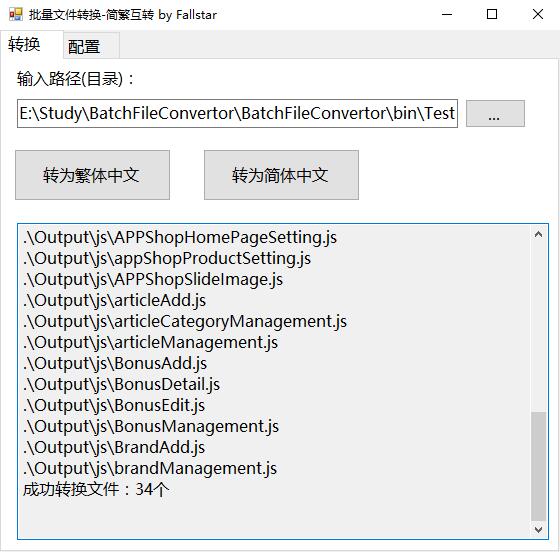 批量文件转换-简繁互转 by Fallstar
转换 配置
输入路径(目录)：
E:\Study\BatchFileConvertor\BatchFileConvertor\bin\Test ...
转为繁体中文 转为简体中文
.\Output\js\APPShopHomePageSetting.js
.\Output\js\appShopProductSetting.js
.\Output\js\APPShopSlideImage.js
.\Output\js\articleAdd.js
.\Output\js\articleCategoryManagement.js
.\Output\js\articleManagement.js
.\Output\js\BonusAdd.js
.\Output\js\BonusDetail.js
.\Output\js\BonusEdit.js
.\Output\js\BonusManagement.js
.\Output\js\BrandAdd.js
.\Output\js\brandManagement.js
成功转换文件：34个